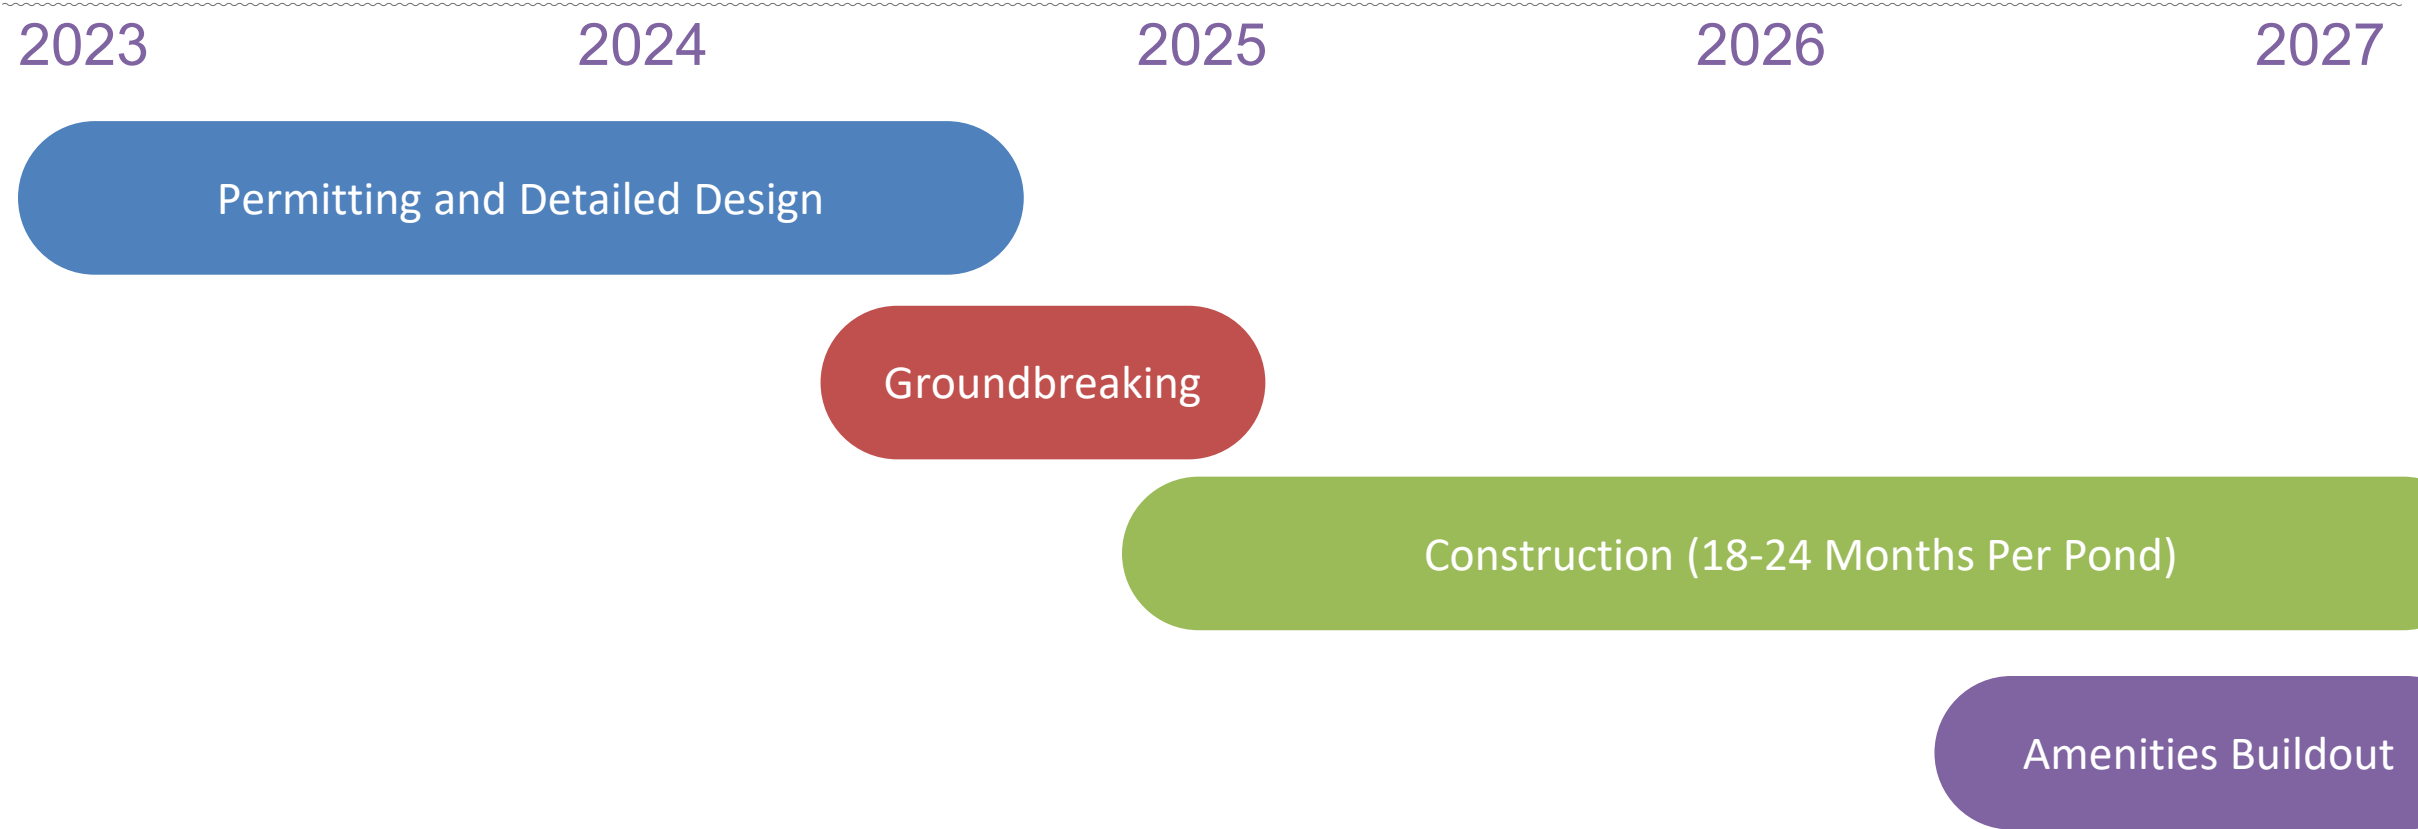 2023 2024 2025 2026 2027
Permitting and Detailed Design
Groundbreaking
Construction (18-24 Months Per Pond)
Amenities Buildout